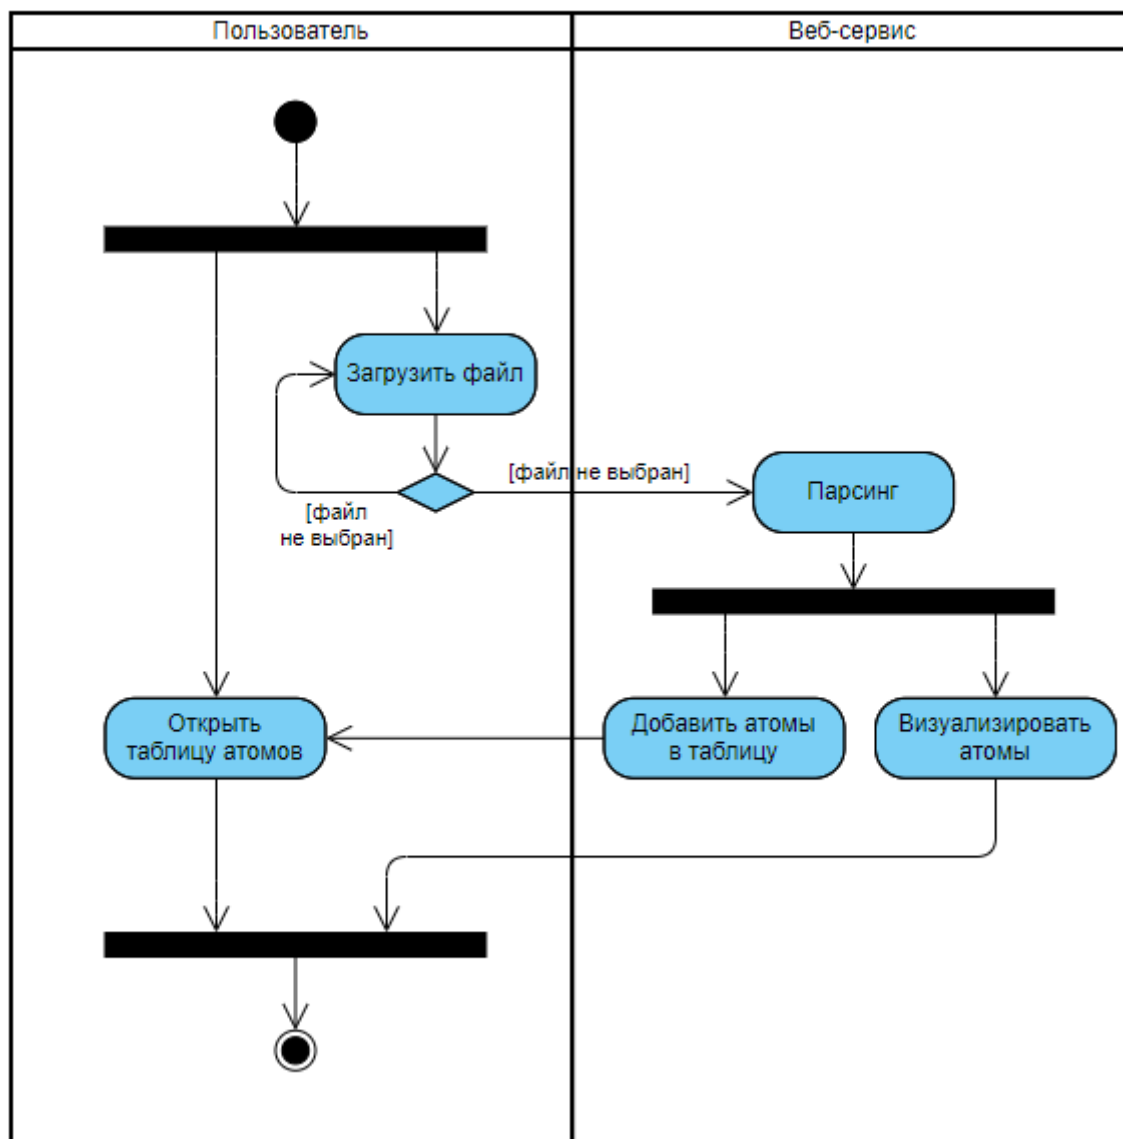 Пользователь
Веб-сервис
Загрузить файл
[файл не выбран]
[файл
не выбран]
Парсинг
Открыть
таблицу атомов
Добавить атомы
в таблицу
Визуализировать
атомы